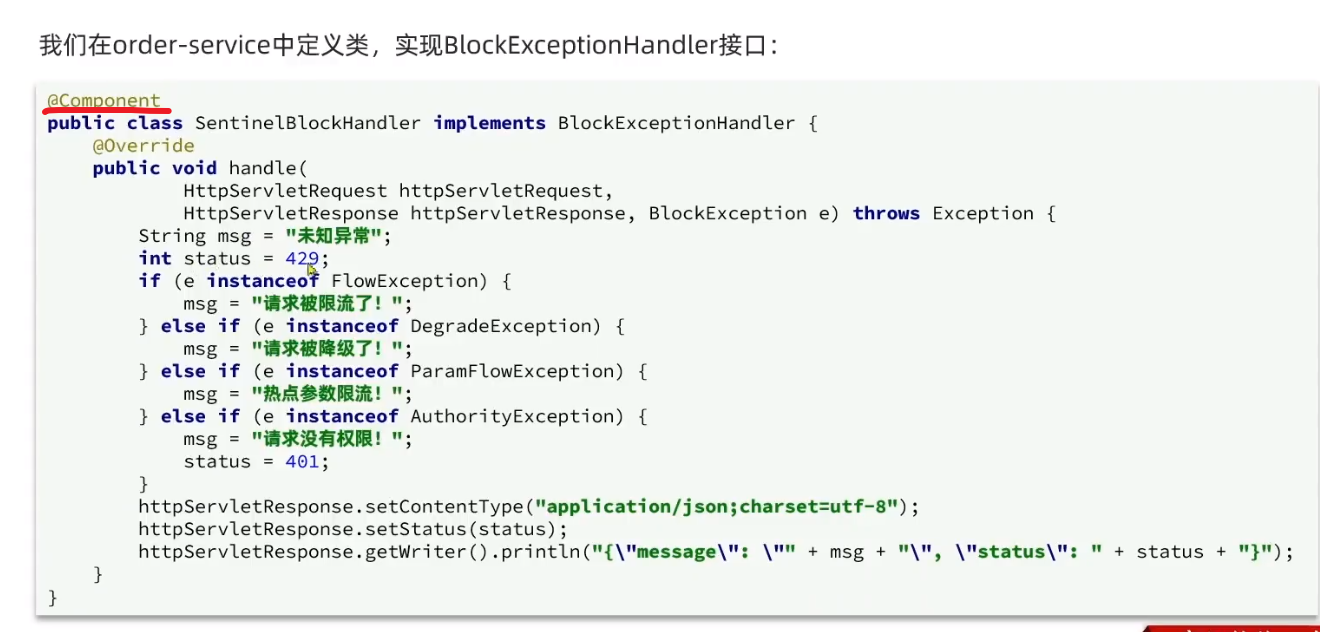 我们在order-service中定义类，实现BlockExceptionHandler接口：
@Component
public class SentinelBlockHandler implements BlockExceptionHandler {
    @Override
    public void handle(
            HttpServletRequest httpServletRequest,
            HttpServletResponse httpServletResponse, BlockException e) throws Exception {
        String msg = "未知异常";
        int status = 429;
        if (e instanceof FlowException) {
            msg = "请求被限流了！";
        } else if (e instanceof DegradeException) {
            msg = "请求被降级了！";
        } else if (e instanceof ParamFlowException) {
            msg = "热点参数限流！";
        } else if (e instanceof AuthorityException) {
            msg = "请求没有权限！";
            status = 401;
        }
        httpServletResponse.setContentType("application/json;charset=utf-8");
        httpServletResponse.setStatus(status);
        httpServletResponse.getWriter().println("{\"message\": \"" + msg + "\", \"status\": " + status + "}");
    }
}